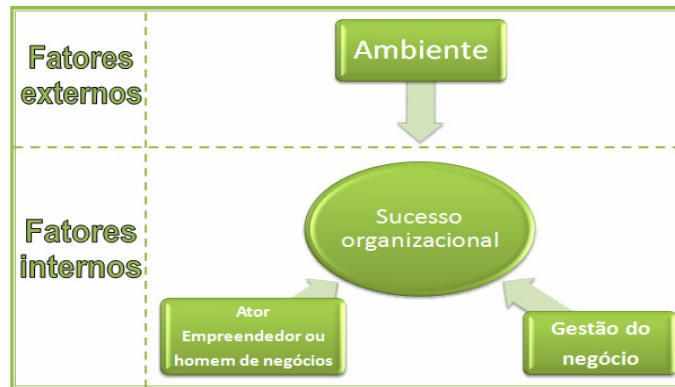 Fatores
externos
Ambiente
Fatores
internos
Sucesso
organizacional
Ator
Empreendedor ou
homem de negócios
Gestão do
negócio